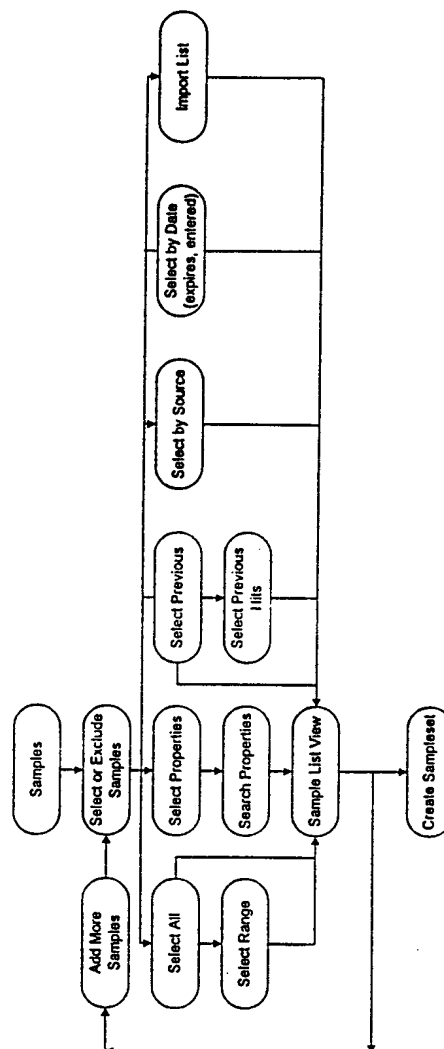 Samples
Add More
Samples
Select or Exclude
Samples
Select All
Select Properties
Select Previous
Select by Source
Select by Date
(expires, entered)
Import List
Select Range
Search Properties
Select Previous
Hits
Sample List View
Create Sampleset